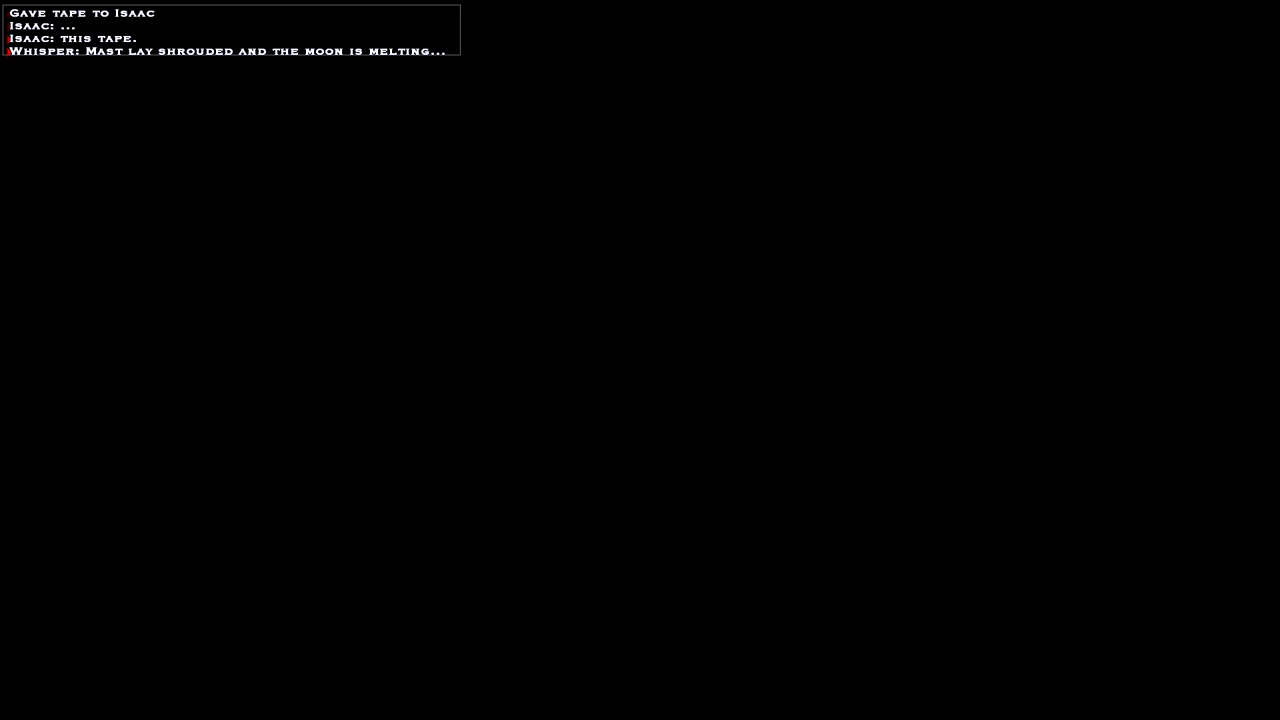 Gave tape to Isaac
Isaac: ...
Isaac: this tape.
Whisper: Mast lay shrouded and the moon is melting...